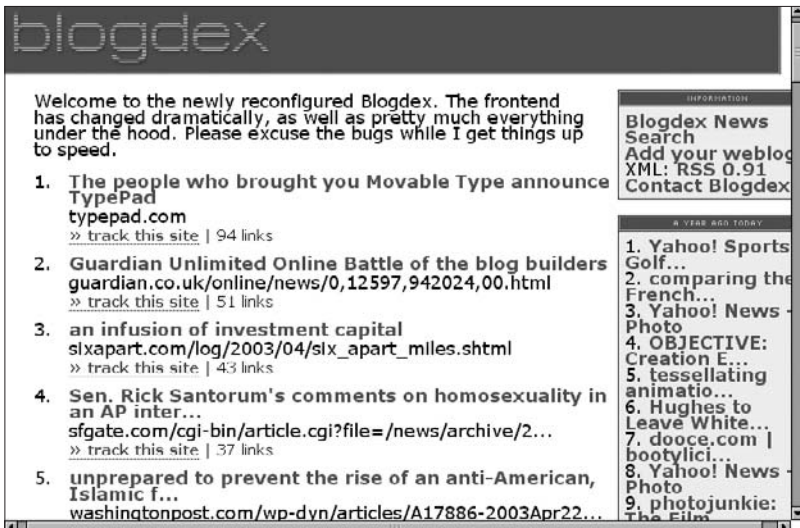 blogdex
Welcome to the newly reconfigured Blogdex. The frontend
has changed dramatically, as well as pretty much everything
under the hood. Please excuse the bugs while I get things up
to speed.
1. The people who brought you Movable Type announce
TypePad
typepad.com
» track this site | 94 links
2. Guardian Unlimited Online Battle of the blog builders
guardian.co.uk/online/news/0,12597,942024,00.html
» track this site | 51 links
3. an infusion of investment capital
sixapart.com/log/2003/04/six_apart_miles.shtml
» track this site | 43 links
4. Sen. Rick Santorum's comments on homosexuality in
an AP inter...
sfgate.com/cgi-bin/article.cgi?file=/news/archive/2...
» track this site | 37 links
5. unprepared to prevent the rise of an anti-American,
Islamic f...
washingtonpost.com/wp-dyn/articles/A17886-2003Apr22...
INFORMATION
Blogdex News
Search
Add your weblog
XML: RSS 0.91
Contact Blogdex
A YEAR AGO TODAY
1. Yahoo! Sports
Golf...
2. comparing the
French...
3. Yahoo! News -
Photo
4. OBJECTIVE:
Creation E...
5. tessellating
animatio...
6. Hughes to
Leave White...
7. dooce.com |
bootylici...
8. Yahoo! News -
Photo
9. photojunkie:
The Film